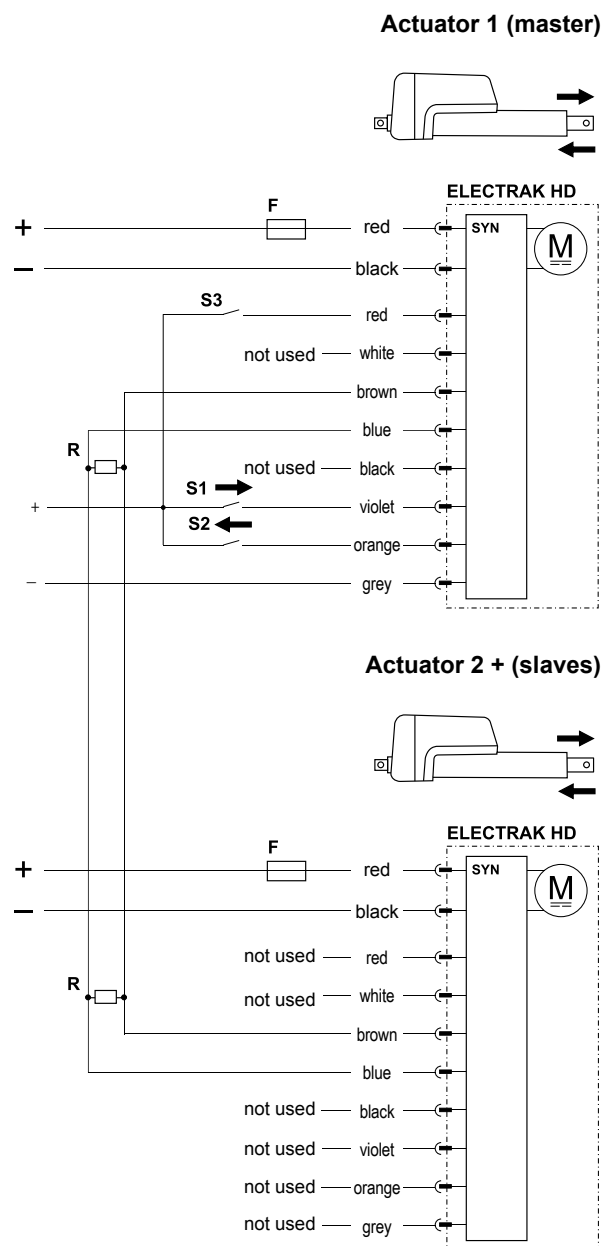 Actuator 1 (master)
ELECTRAK HD
+ F red SYN M
– black
S3 red
not used white
brown
blue
R
not used black
+ S1 violet
S2 orange
– grey
Actuator 2 + (slaves)
ELECTRAK HD
+ F red SYN M
– black
not used red
not used white
R
brown
blue
not used black
not used violet
not used orange
not used grey